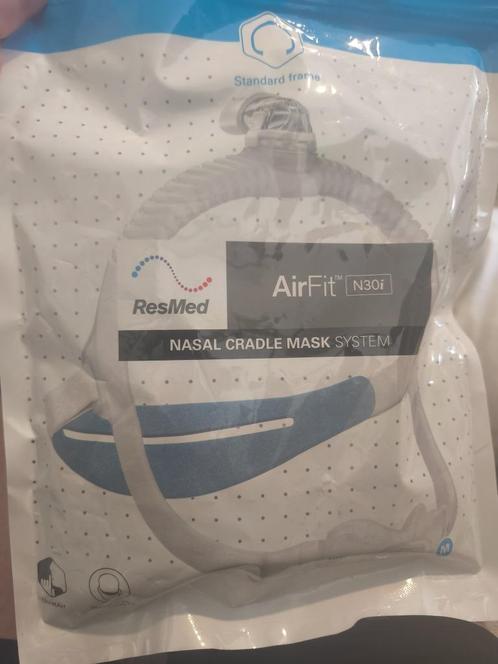 Standard frame
ResMed
AirFit™ N30i
NASAL CRADLE MASK SYSTEM
M